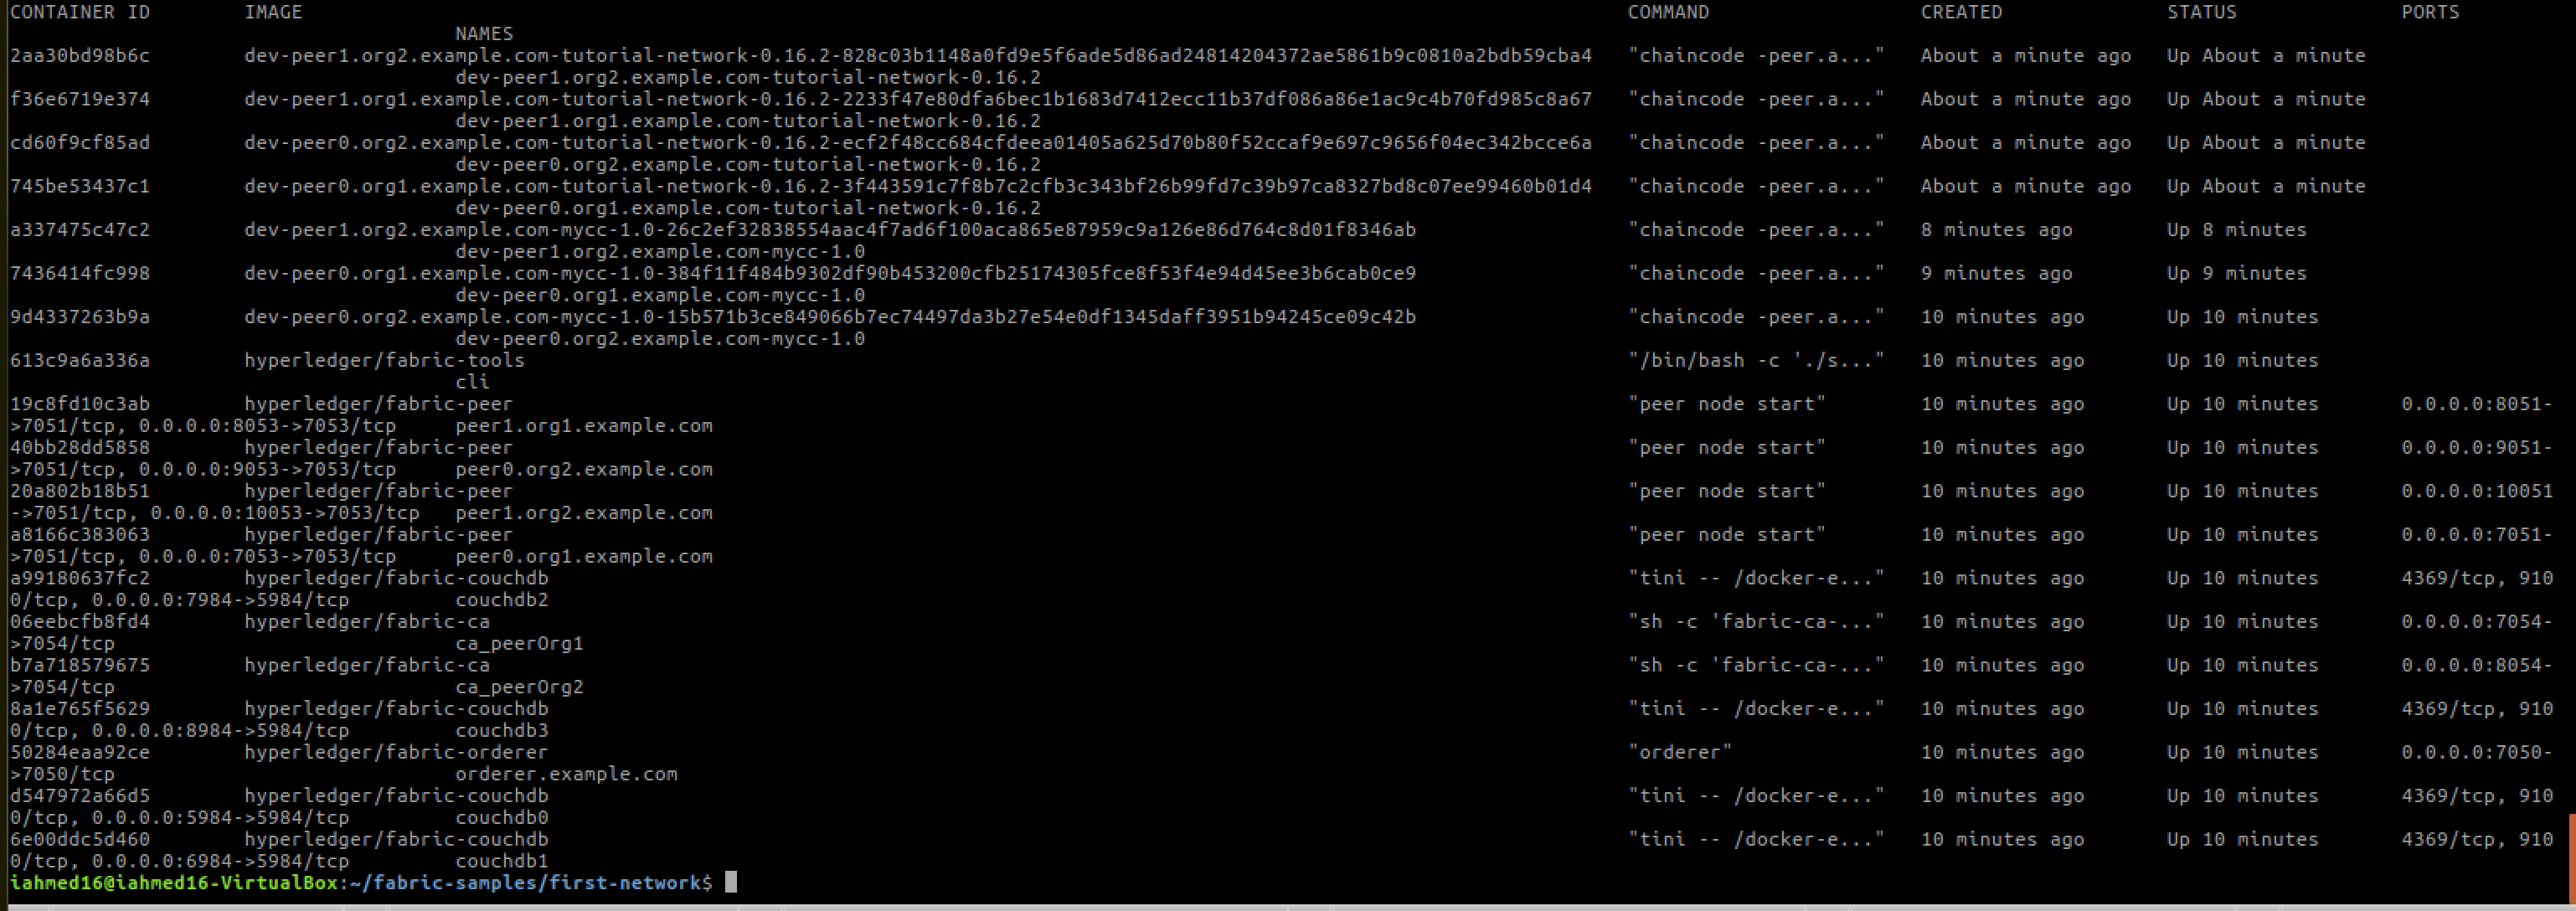 CONTAINER ID        IMAGE        COMMAND        CREATED        STATUS        PORTS
NAMES
2aa30bd98b6c        dev-peer1.org2.example.com-tutorial-network-0.16.2-828c03b1148a0fd9e5f6ade5d86ad24814204372ae5861b9c0810a2bdb59cba4   "chaincode -peer.a..."   About a minute ago   Up About a minute
dev-peer1.org2.example.com-tutorial-network-0.16.2
f36e6719e374        dev-peer1.org1.example.com-tutorial-network-0.16.2-2233f47e80dfa6bec1b1683d7412ecc11b37df086a86e1ac9c4b70fd985c8a67   "chaincode -peer.a..."   About a minute ago   Up About a minute
dev-peer1.org1.example.com-tutorial-network-0.16.2
cd60f9cf85ad        dev-peer0.org2.example.com-tutorial-network-0.16.2-ecf2f48cc684cfdeea01405a625d70b80f52ccaf9e697c9656f04ec342bcce6a   "chaincode -peer.a..."   About a minute ago   Up About a minute
dev-peer0.org2.example.com-tutorial-network-0.16.2
745be53437c1        dev-peer0.org1.example.com-tutorial-network-0.16.2-3f443591c7f8b7c2cfb3c343bf26b99fd7c39b97ca8327bd8c07ee99460b01d4   "chaincode -peer.a..."   About a minute ago   Up About a minute
dev-peer0.org1.example.com-tutorial-network-0.16.2
a337475c47c2        dev-peer1.org2.example.com-mycc-1.0-26c2ef32838554aac4f7ad6f100aca865e87959c9a126e86d764c8d01f8346ab   "chaincode -peer.a..."   8 minutes ago   Up 8 minutes
dev-peer1.org2.example.com-mycc-1.0
7436414fc998        dev-peer0.org1.example.com-mycc-1.0-384f11f484b9302df90b453200cfb25174305fce8f53f4e94d45ee3b6cab0ce9   "chaincode -peer.a..."   9 minutes ago   Up 9 minutes
dev-peer0.org1.example.com-mycc-1.0
9d4337263b9a        dev-peer0.org2.example.com-mycc-1.0-15b571b3ce849066b7ec74497da3b27e54e0df1345daff3951b94245ce09c42b   "chaincode -peer.a..."   10 minutes ago   Up 10 minutes
dev-peer0.org2.example.com-mycc-1.0
613c9a6a336a        hyperledger/fabric-tools   "/bin/bash -c './s..."   10 minutes ago   Up 10 minutes
cli
19c8fd10c3ab        hyperledger/fabric-peer   "peer node start"   10 minutes ago   Up 10 minutes   0.0.0.0:8051-
>7051/tcp, 0.0.0.0:8053->7053/tcp     peer1.org1.example.com
40bb28dd5858        hyperledger/fabric-peer   "peer node start"   10 minutes ago   Up 10 minutes   0.0.0.0:9051-
>7051/tcp, 0.0.0.0:9053->7053/tcp     peer0.org2.example.com
20a802b18b51        hyperledger/fabric-peer   "peer node start"   10 minutes ago   Up 10 minutes   0.0.0.0:10051
->7051/tcp, 0.0.0.0:10053->7053/tcp   peer1.org2.example.com
a8166c383063        hyperledger/fabric-peer   "peer node start"   10 minutes ago   Up 10 minutes   0.0.0.0:7051-
>7051/tcp, 0.0.0.0:7053->7053/tcp     peer0.org1.example.com
a99180637fc2        hyperledger/fabric-couchdb   "tini -- /docker-e..."   10 minutes ago   Up 10 minutes   4369/tcp, 910
0/tcp, 0.0.0.0:7984->5984/tcp         couchdb2
06eebcfb8fd4        hyperledger/fabric-ca   "sh -c 'fabric-ca-..."   10 minutes ago   Up 10 minutes   0.0.0.0:7054-
>7054/tcp                             ca_peerOrg1
b7a718579675        hyperledger/fabric-ca   "sh -c 'fabric-ca-..."   10 minutes ago   Up 10 minutes   0.0.0.0:8054-
>7054/tcp                             ca_peerOrg2
8a1e765f5629        hyperledger/fabric-couchdb   "tini -- /docker-e..."   10 minutes ago   Up 10 minutes   4369/tcp, 910
0/tcp, 0.0.0.0:8984->5984/tcp         couchdb3
50284eaa92ce        hyperledger/fabric-orderer   "orderer"   10 minutes ago   Up 10 minutes   0.0.0.0:7050-
>7050/tcp                             orderer.example.com
d547972a66d5        hyperledger/fabric-couchdb   "tini -- /docker-e..."   10 minutes ago   Up 10 minutes   4369/tcp, 910
0/tcp, 0.0.0.0:5984->5984/tcp         couchdb0
6e00ddc5d460        hyperledger/fabric-couchdb   "tini -- /docker-e..."   10 minutes ago   Up 10 minutes   4369/tcp, 910
0/tcp, 0.0.0.0:6984->5984/tcp         couchdb1
iahmed16@iahmed16-VirtualBox:~/fabric-samples/first-network$